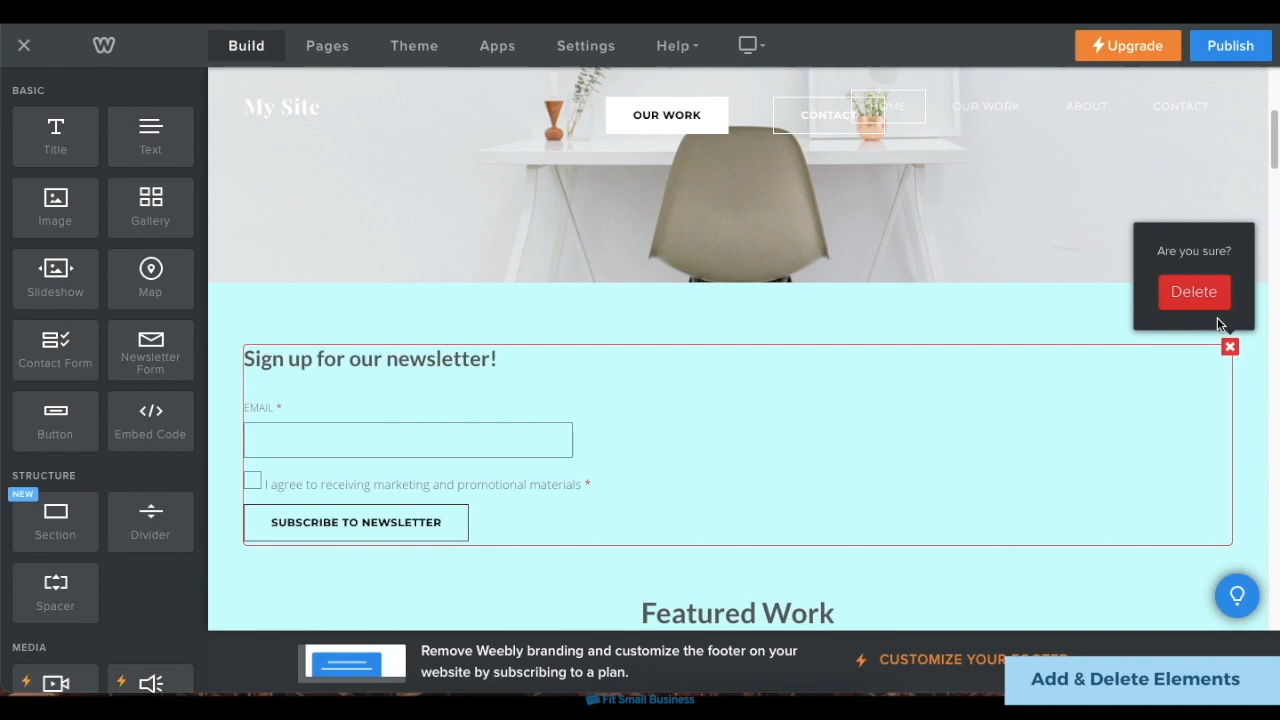 Build
Pages
Theme
Apps
Settings
Help
Upgrade
Publish
BASIC
Title
Text
Image
Gallery
Slideshow
Map
Contact Form
Newsletter
Form
Button
Embed Code
STRUCTURE
NEW
Section
Divider
Spacer
MEDIA
My Site
OUR WORK
CONTACT
HOME
OUR WORK
ABOUT
CONTACT
Are you sure?
Delete
Sign up for our newsletter!
EMAIL *
I agree to receiving marketing and promotional materials *
SUBSCRIBE TO NEWSLETTER
Featured Work
Remove Weebly branding and customize the footer on your
website by subscribing to a plan.
CUSTOMIZE YOUR FOOTER
Add & Delete Elements
Fit Small Business